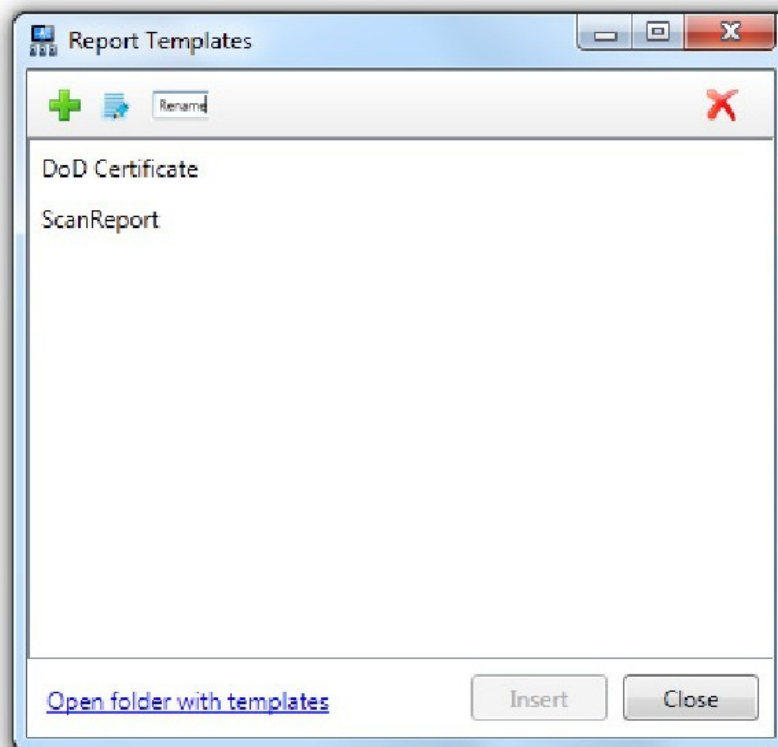 Report Templates
Rename
DoD Certificate
ScanReport
Open folder with templates
Insert
Close